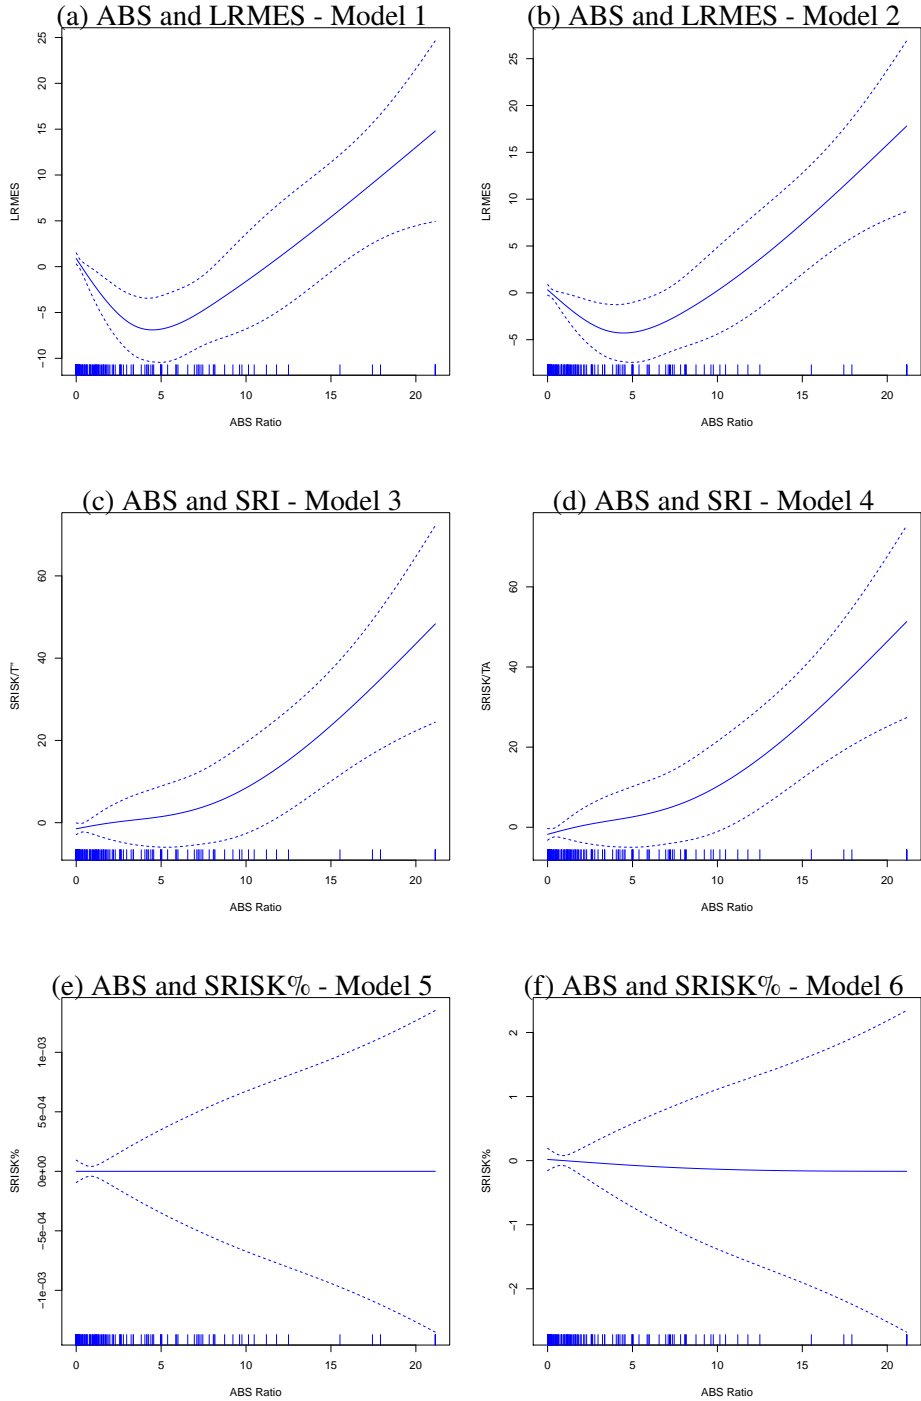 (a) ABS and LRMES - Model 1
(b) ABS and LRMES - Model 2
25
20
15
10
5
0
−5
−10
LRMES
0 5 10 15 20
ABS Ratio
25
20
15
10
5
0
−5
LRMES
0 5 10 15 20
ABS Ratio
(c) ABS and SRI - Model 3
(d) ABS and SRI - Model 4
60
40
20
0
SRISK/T"
0 5 10 15 20
ABS Ratio
60
40
20
0
SRISK/TA
0 5 10 15 20
ABS Ratio
(e) ABS and SRISK% - Model 5
(f) ABS and SRISK% - Model 6
1e−03
5e−04
0e+00
−5e−04
−1e−03
SRISK%
0 5 10 15 20
ABS Ratio
2
1
0
−1
−2
SRISK%
0 5 10 15 20
ABS Ratio